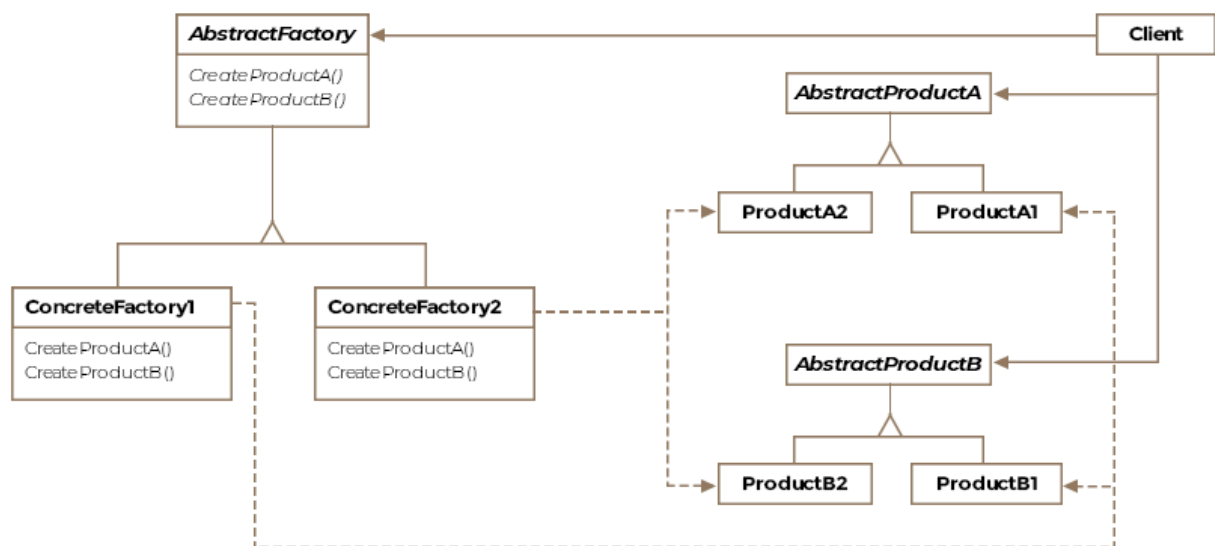 AbstractFactory
CreateProductA()
CreateProductB()
Client
AbstractProductA
ProductA2
ProductA1
ConcreteFactory1
CreateProductA()
CreateProductB()
ConcreteFactory2
CreateProductA()
CreateProductB()
AbstractProductB
ProductB2
ProductB1